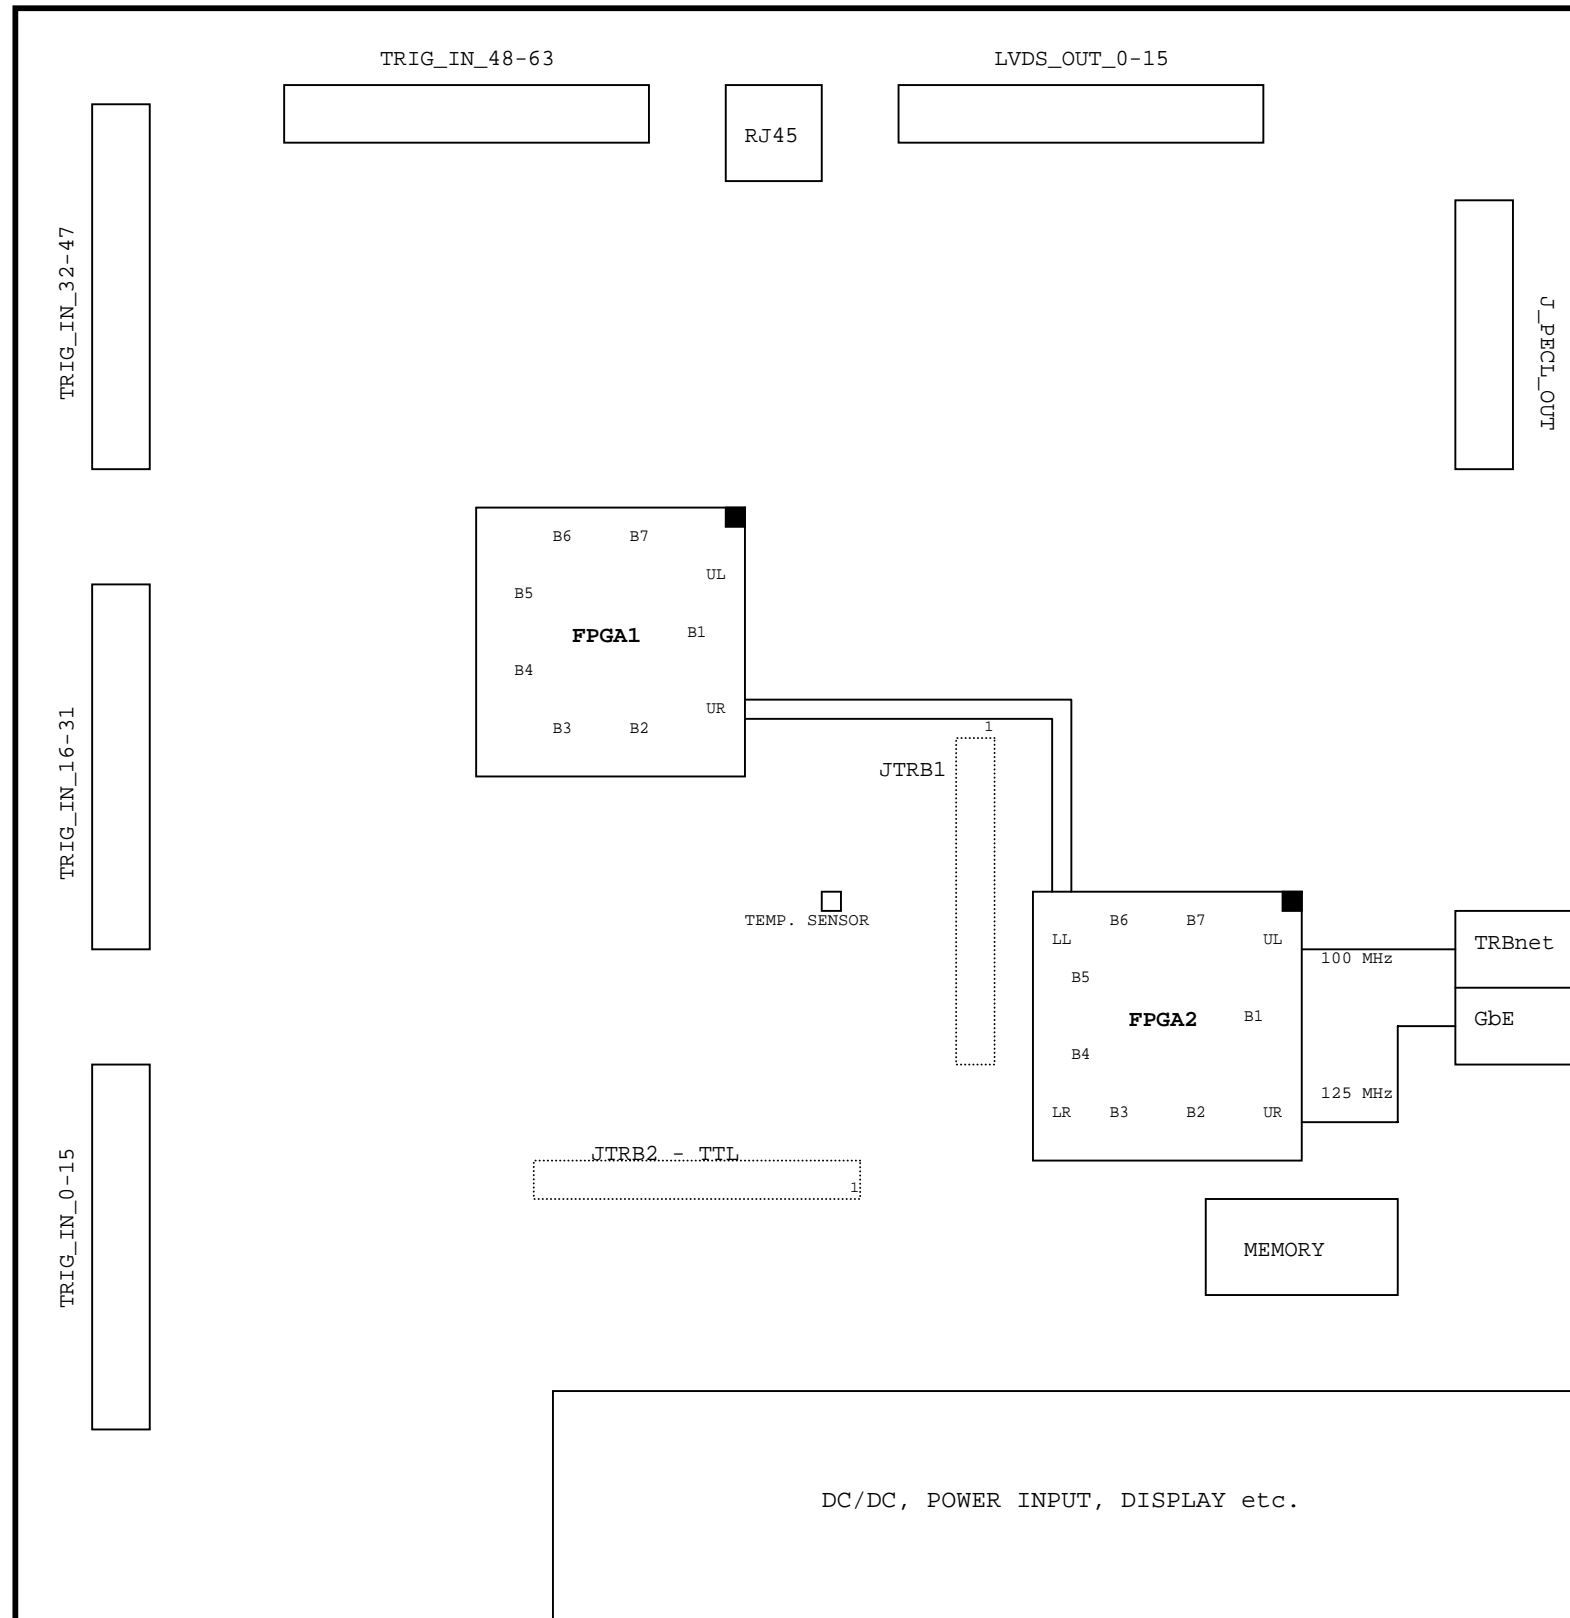 TRIG_IN_48-63
LVDS_OUT_0-15
RJ45
TRIG_IN_32-47
J_PECL_OUT
B6 B7
UL
B5
FPGA1 B1
B4
UR
B3 B2
TRIG_IN_16-31
1
JTRB1
TEMP. SENSOR
B6 B7
LL UL
B5
FPGA2 B1
B4
LR B3 B2 UR
100 MHz
TRBnet
GbE
125 MHz
JTRB2 - TTL
1
TRIG_IN_0-15
MEMORY
DC/DC, POWER INPUT, DISPLAY etc.